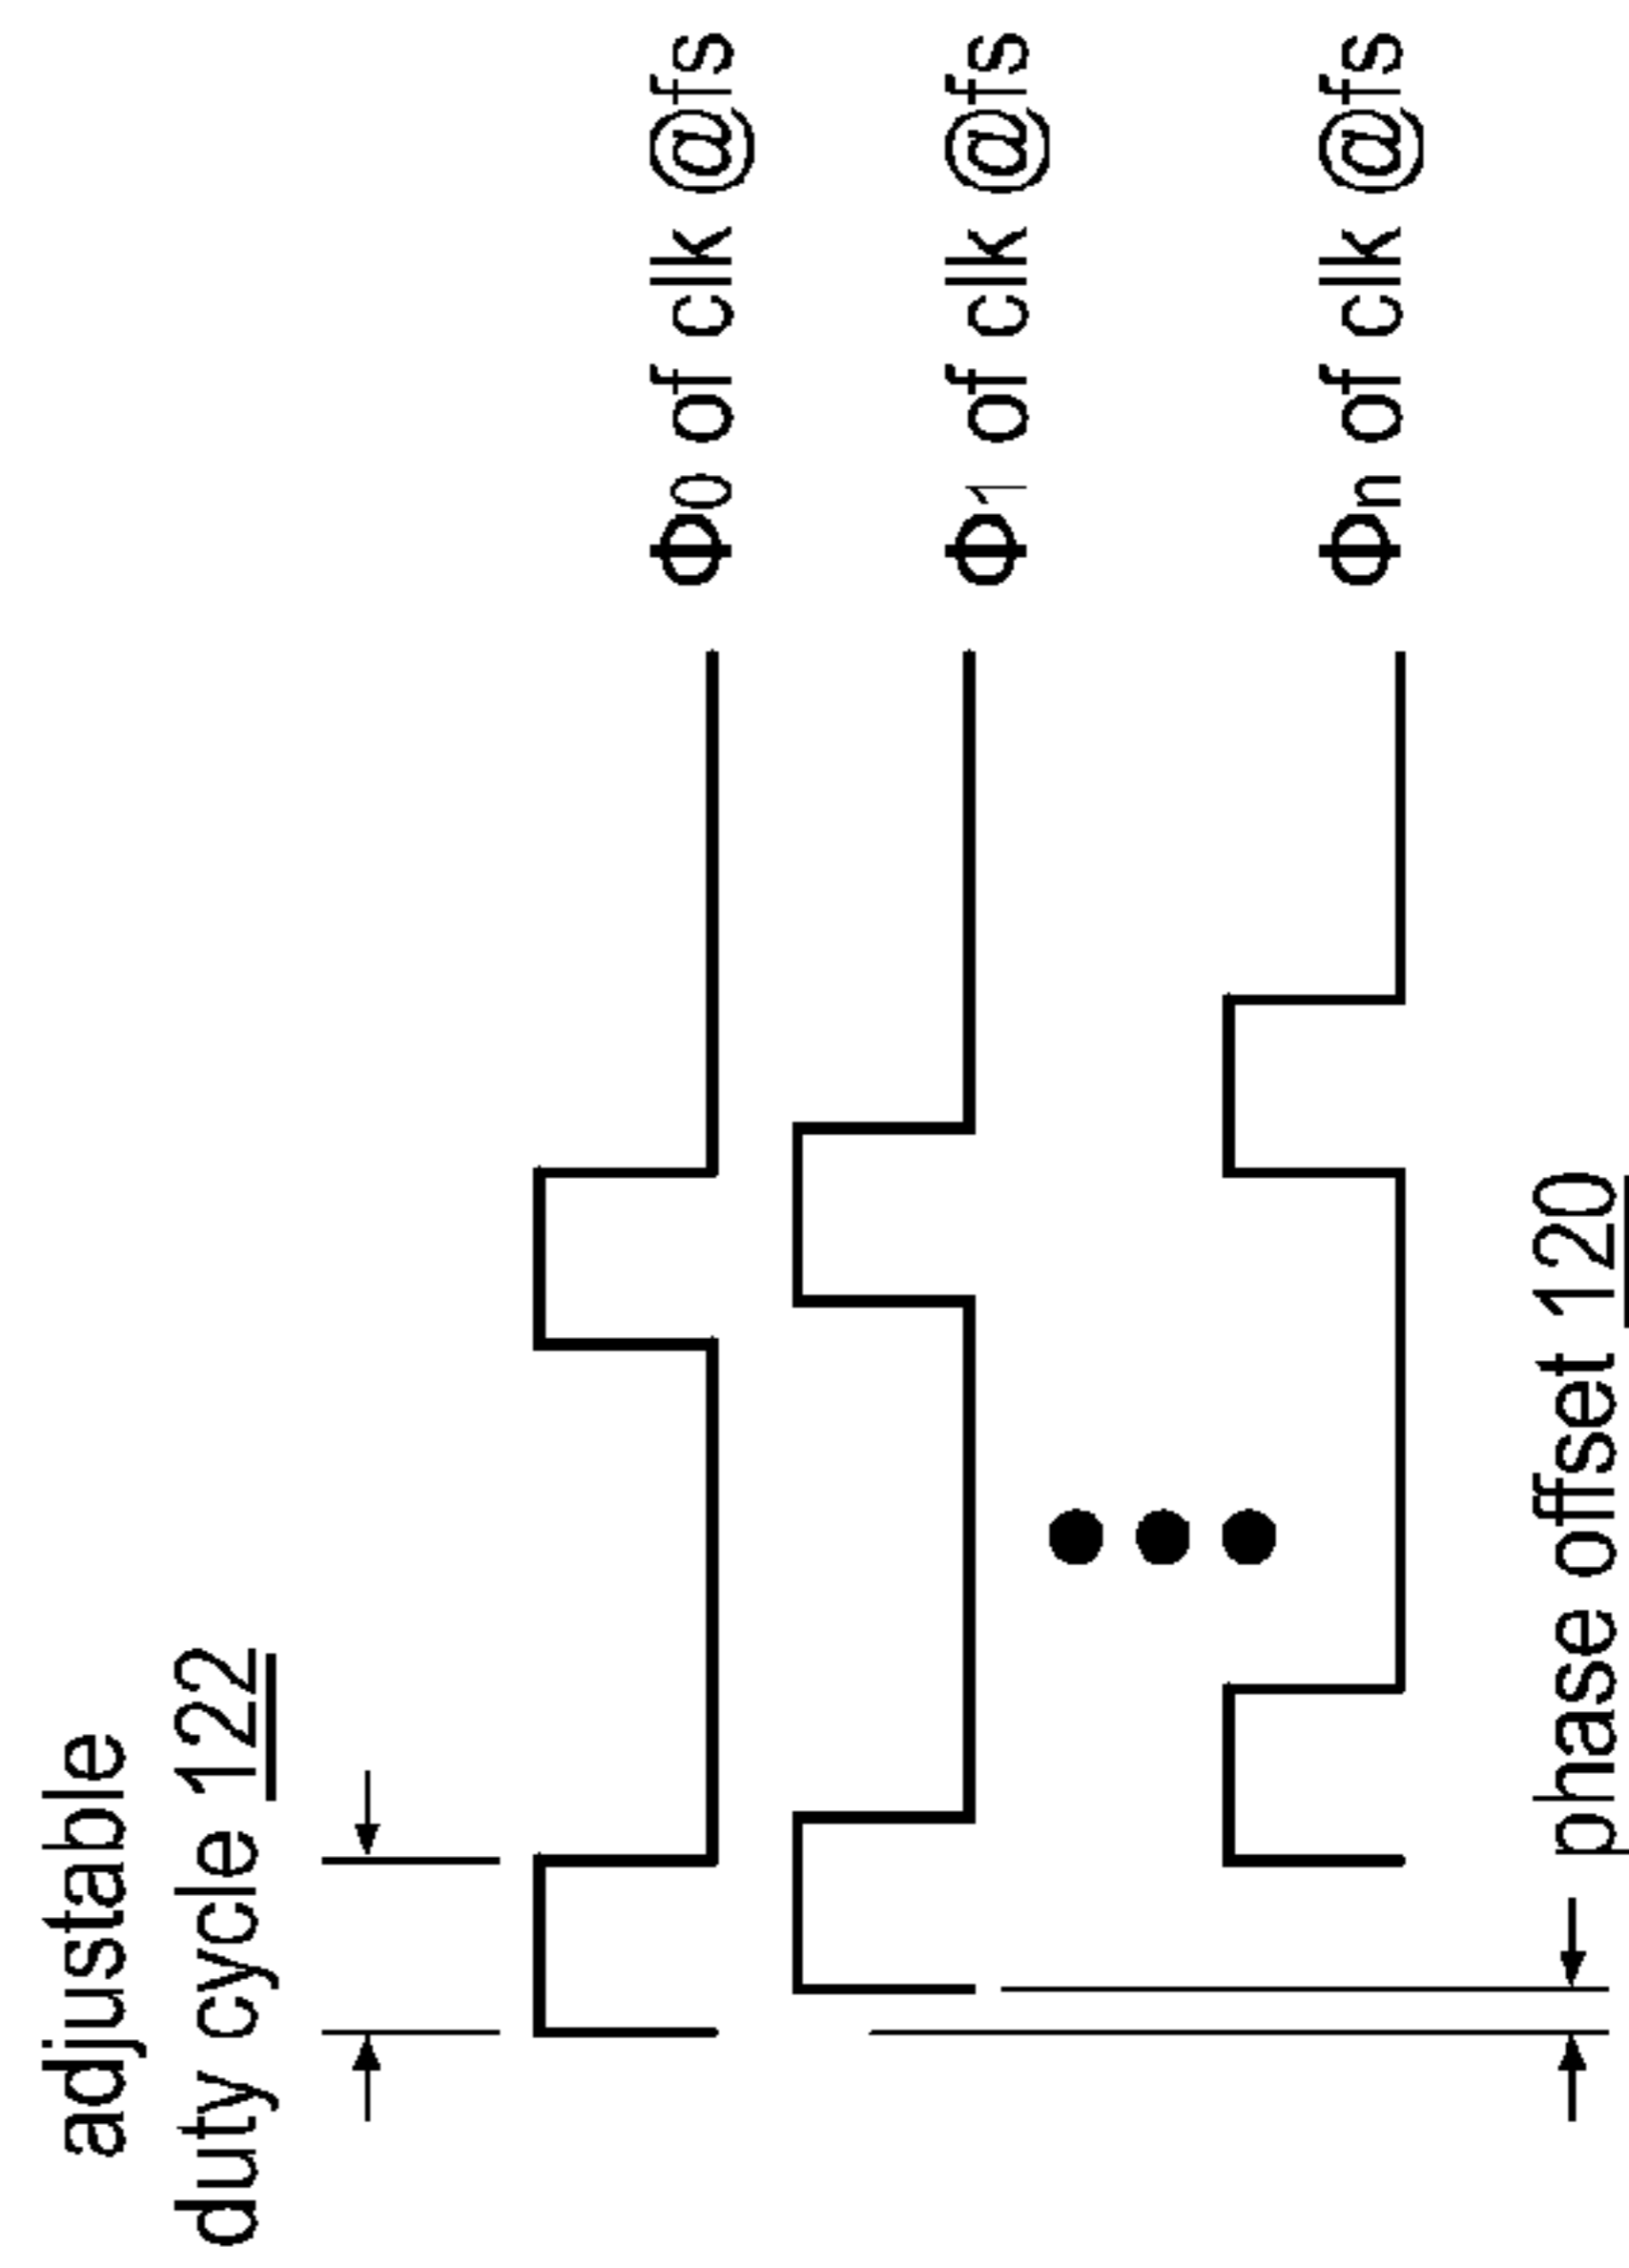 adjustable
duty cycle 122
Φ0 of clk @fs
Φ1 of clk @fs
Φn of clk @fs
phase offset 120